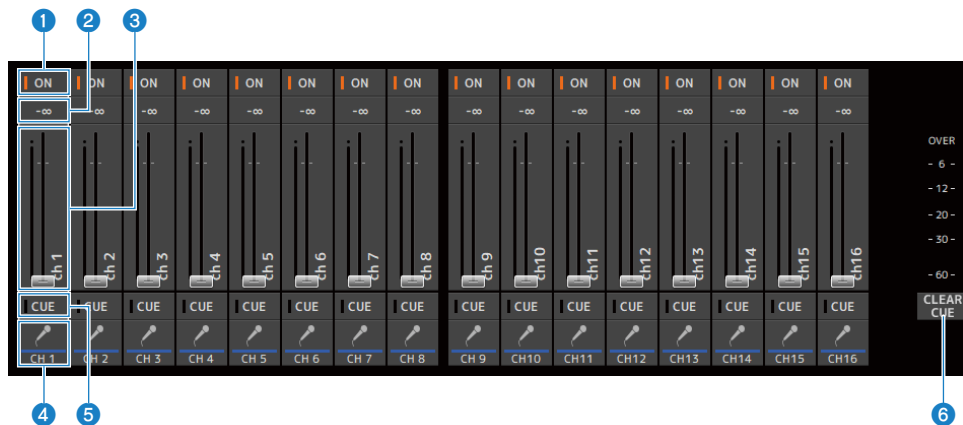 1 2 3
ON ON ON ON ON ON ON ON ON ON ON ON ON ON ON ON
-∞ -∞ -∞ -∞ -∞ -∞ -∞ -∞ -∞ -∞ -∞ -∞ -∞ -∞ -∞ -∞
OVER
- 6 -
- 12 -
- 20 -
- 30 -
- 60 -
ch 1 ch 2 ch 3 ch 4 ch 5 ch 6 ch 7 ch 8 ch 9 ch10 ch11 ch12 ch13 ch14 ch15 ch16
CUE CUE CUE CUE CUE CUE CUE CUE CUE CUE CUE CUE CUE CUE CUE CUE
CLEAR
CUE
CH 1 CH 2 CH 3 CH 4 CH 5 CH 6 CH 7 CH 8 CH 9 CH10 CH11 CH12 CH13 CH14 CH15 CH16
4 5 6